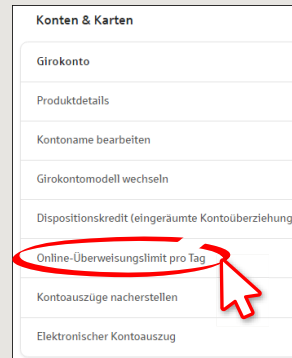 Konten & Karten
Girokonto
Produktdetails
Kontoname bearbeiten
Girokontomodell wechseln
Dispositionskredit (eingeräumte Kontoüberziehung
Online-Überweisungslimit pro Tag
Kontoauszüge nacherstellen
Elektronischer Kontoauszug